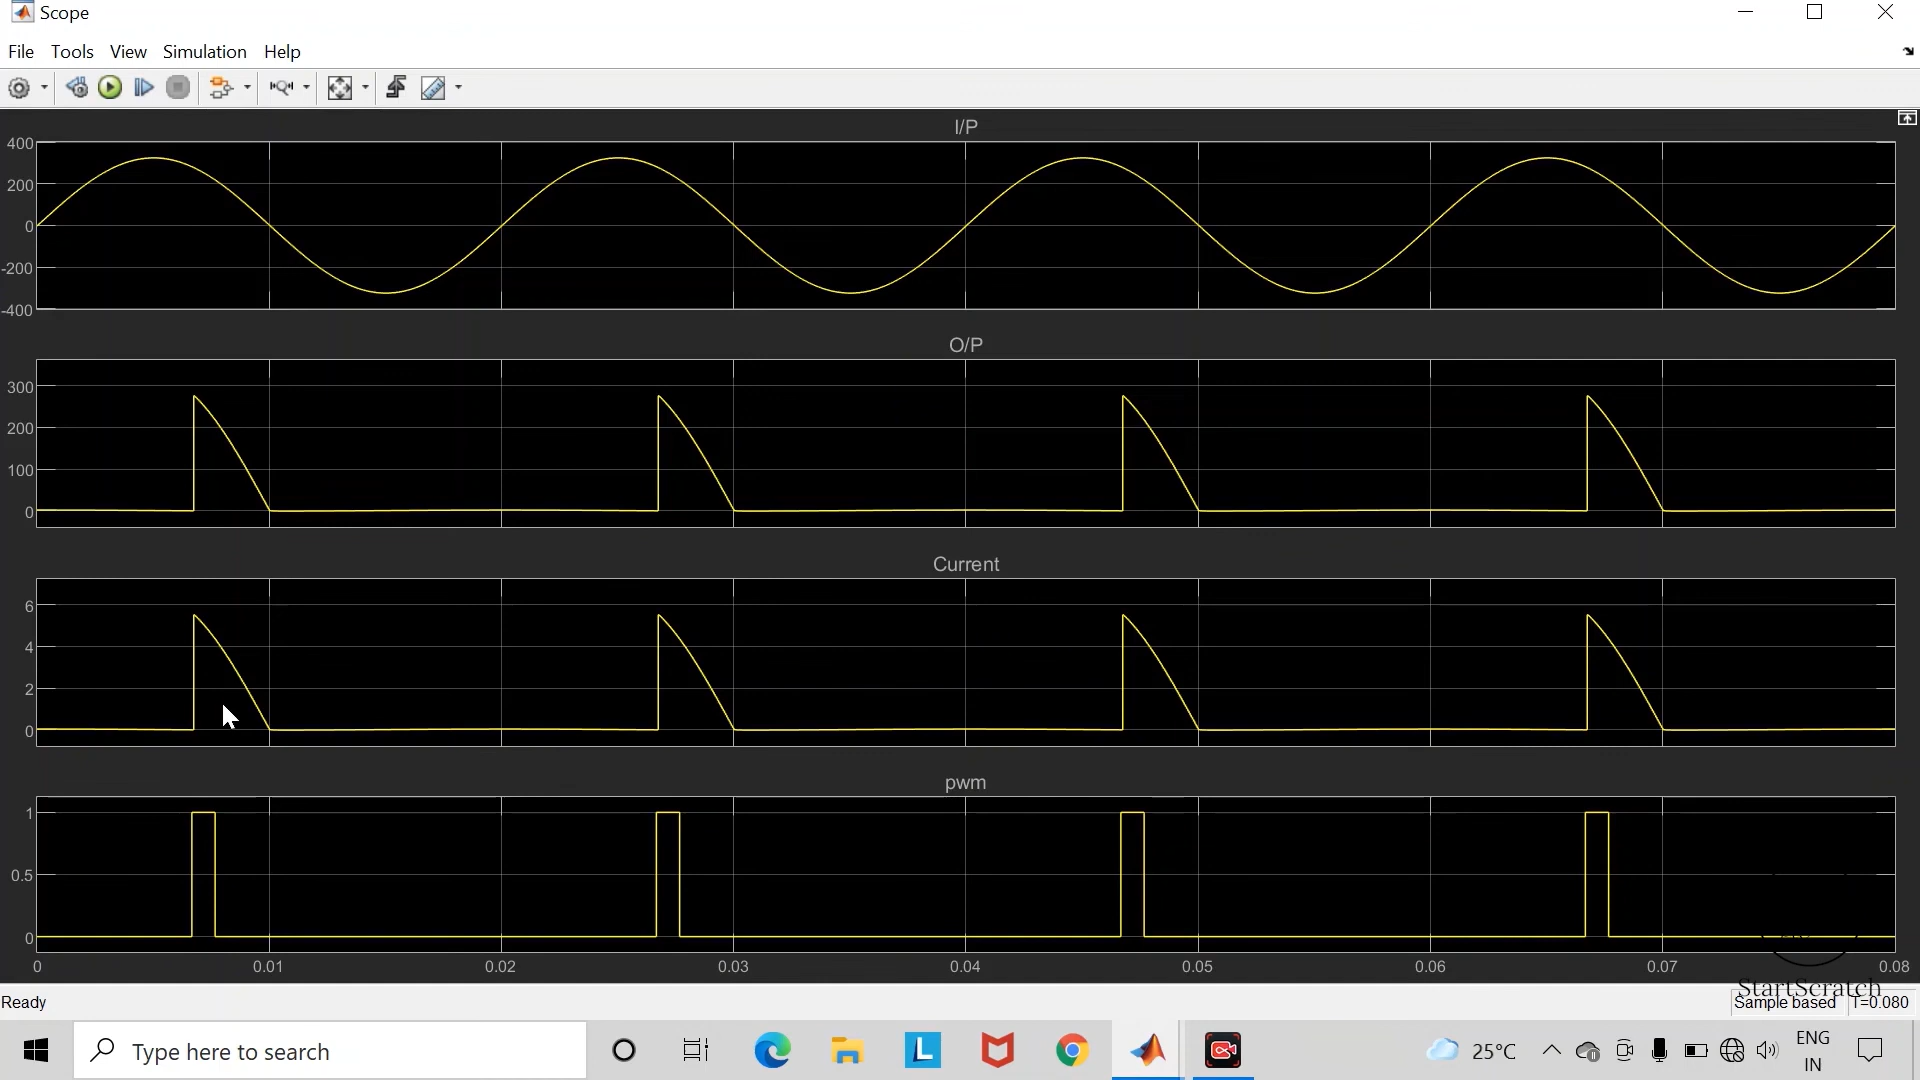 Scope
File Tools View Simulation Help
I/P
400
200
0
-200
-400
O/P
300
200
100
0
Current
6
4
2
0
pwm
1
0.5
0
0 0.01 0.02 0.03 0.04 0.05 0.06 0.07 0.08
StartScratch
Ready Sample based T=0.080
Type here to search
L
25°C
ENG
IN